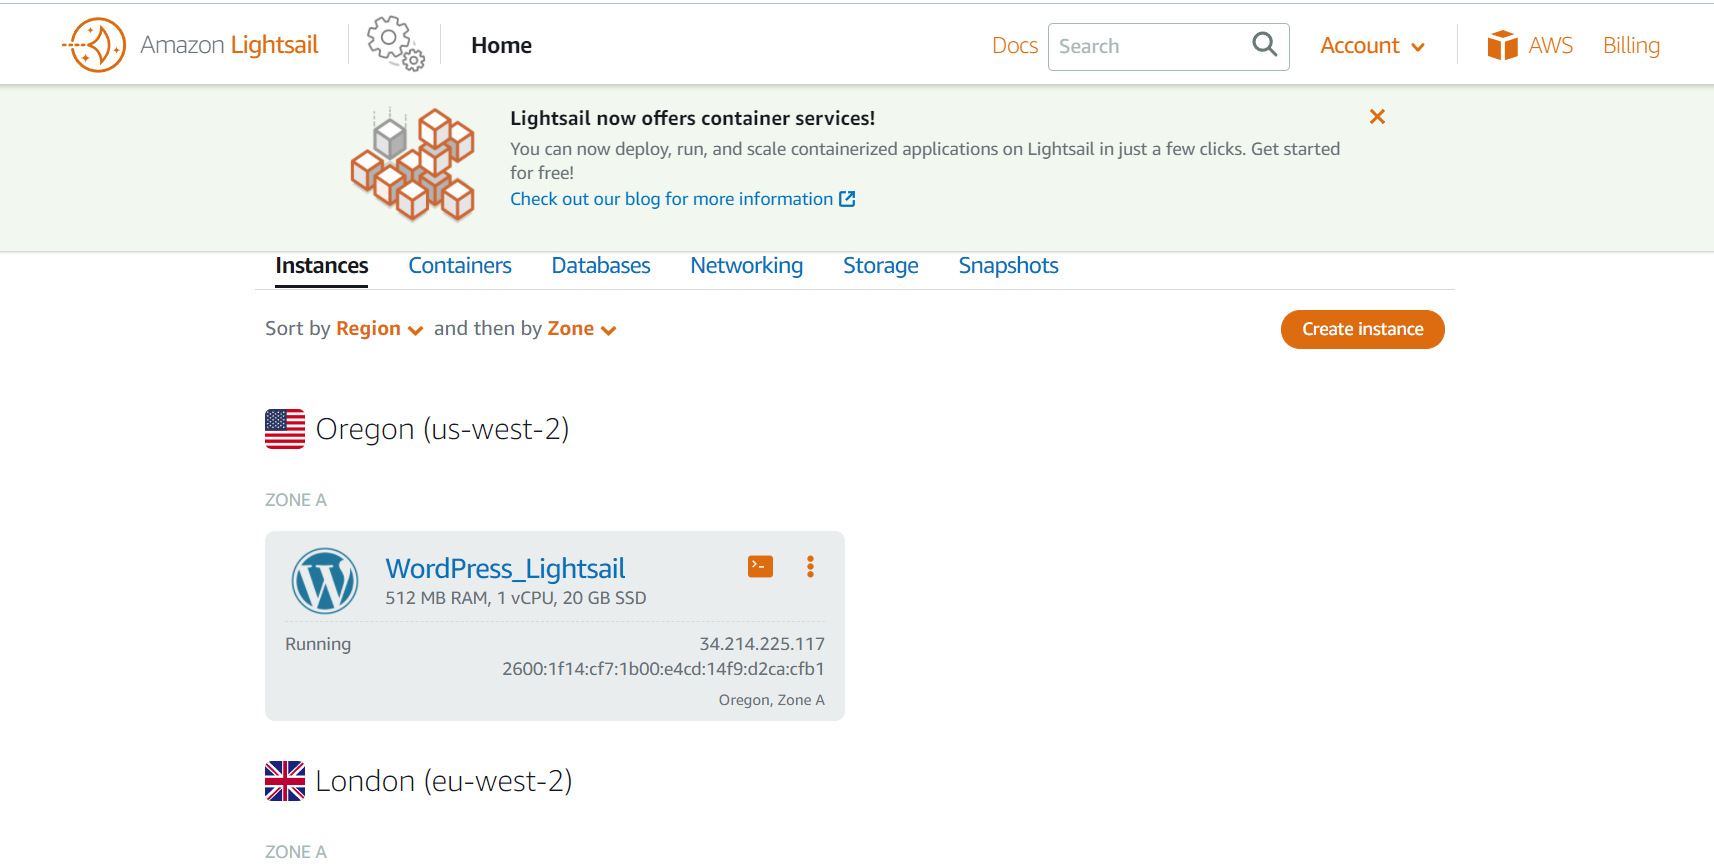 Amazon Lightsail Home Docs Search Account AWS Billing
Lightsail now offers container services!
You can now deploy, run, and scale containerized applications on Lightsail in just a few clicks. Get started
for free!
Check out our blog for more information
Instances Containers Databases Networking Storage Snapshots
Sort by Region and then by Zone Create instance
Oregon (us-west-2)
ZONE A
WordPress_Lightsail
512 MB RAM, 1 vCPU, 20 GB SSD
Running 34.214.225.117
2600:1f14:cf7:1b00:e4cd:14f9:d2ca:cfb1
Oregon, Zone A
London (eu-west-2)
ZONE A